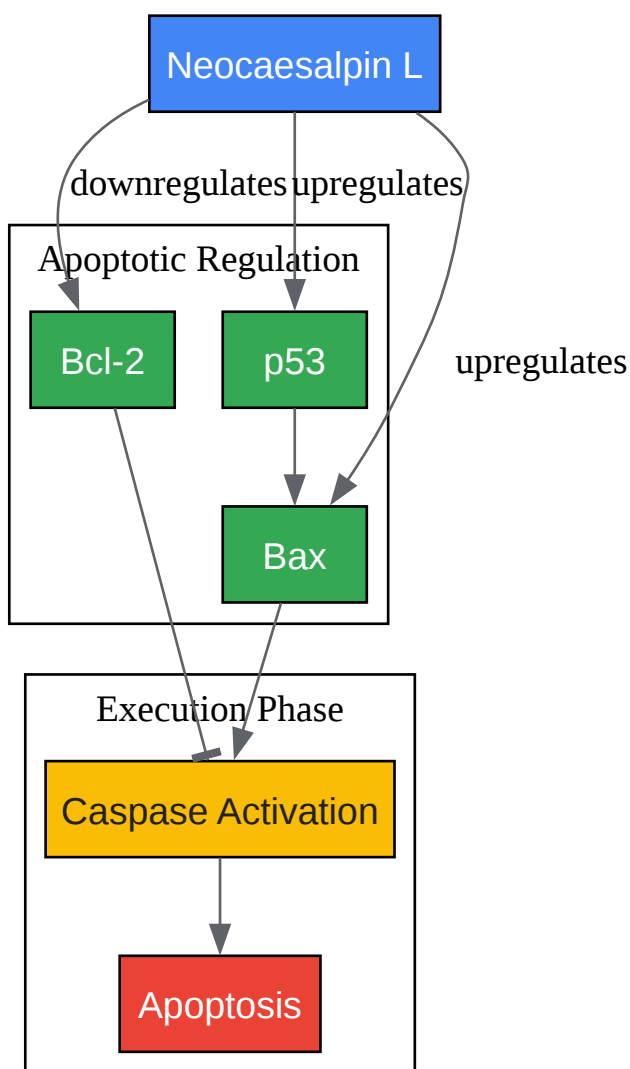 Neocaesalpin L
downregulates
upregulates
Apoptotic Regulation
Bcl-2
p53
upregulates
Bax
Execution Phase
Caspase Activation
Apoptosis